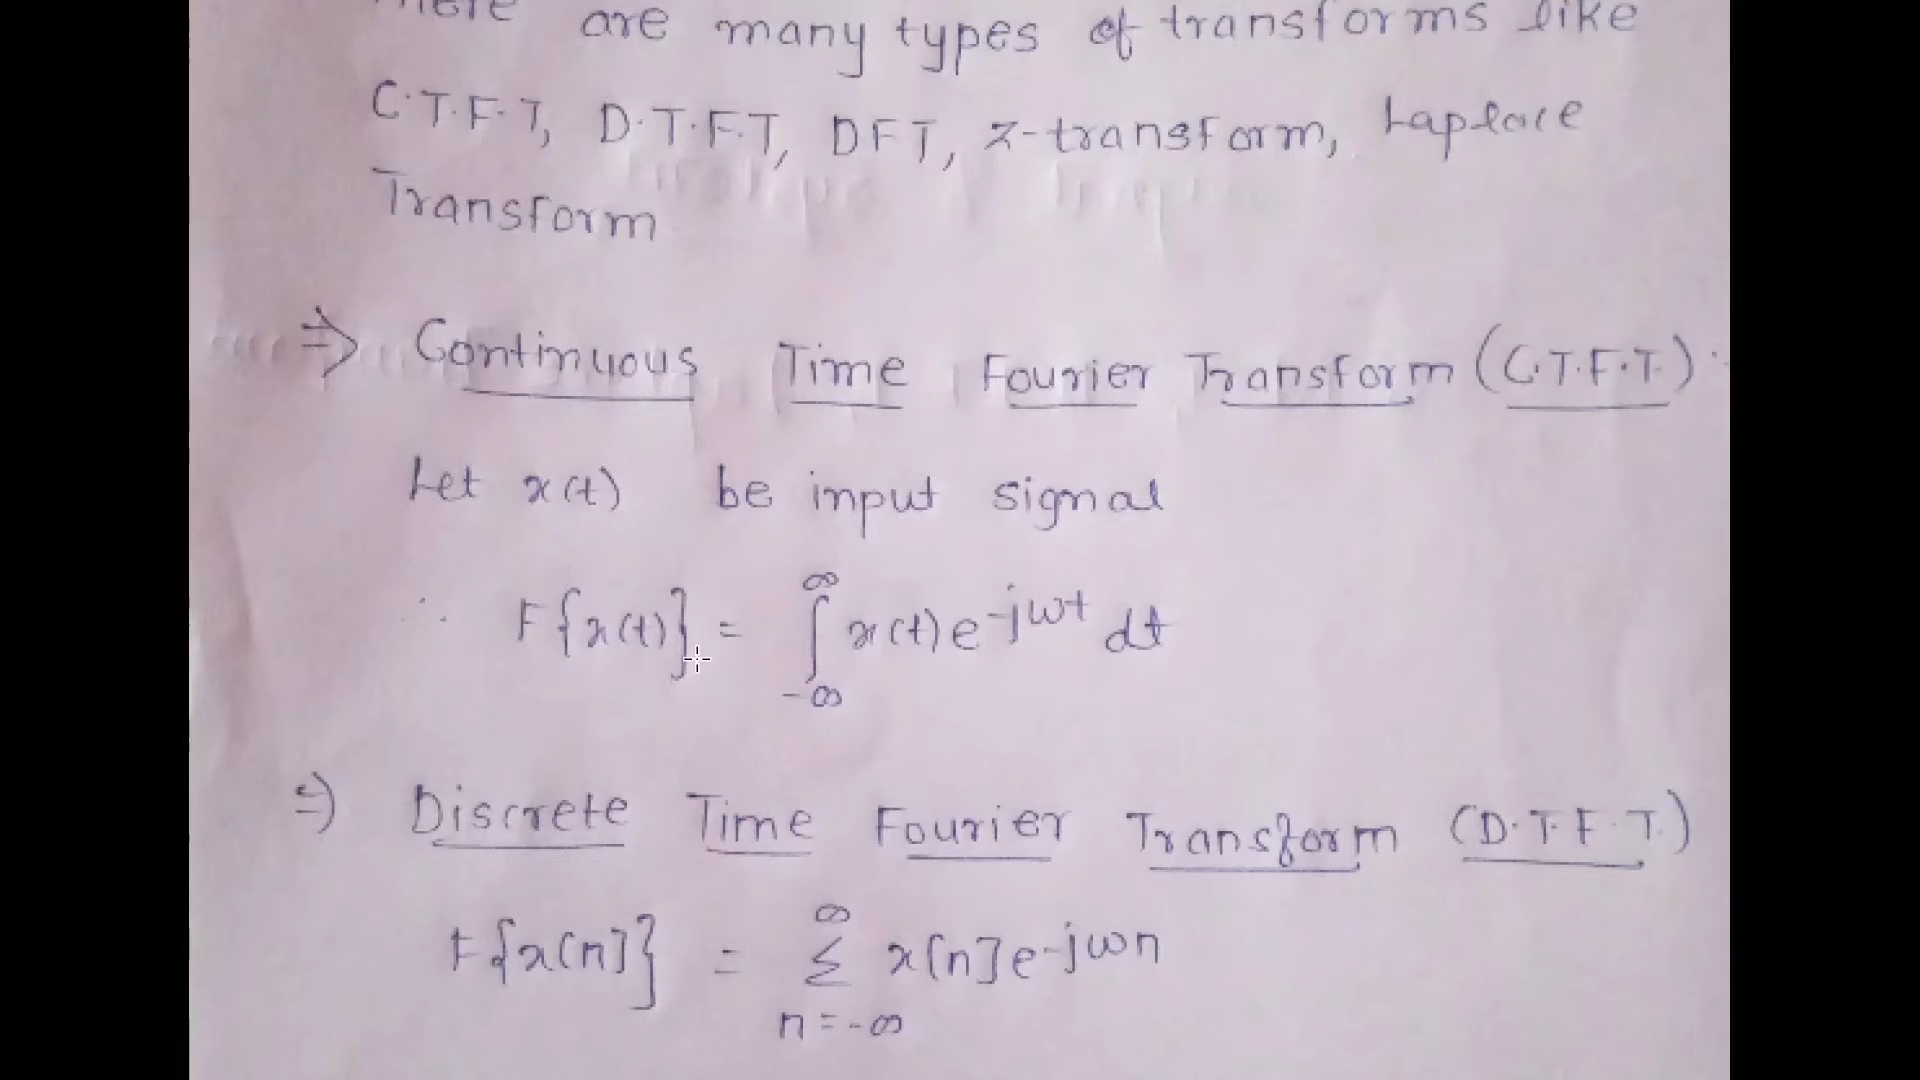 are many types of transforms like
C.T.F.T, D.T.F.T, DFT, z-transform, Laplace
Transform
⇒ Continuous Time Fourier Transform (C.T.F.T.)
Let x(t) be input signal
∴ F{x(t)} = ∫_{-∞}^{∞} x(t) e^{-jωt} dt
⇒ Discrete Time Fourier Transform (D.T.F.T.)
F{x[n]} = Σ_{n=-∞}^{∞} x[n] e^{-jωn}